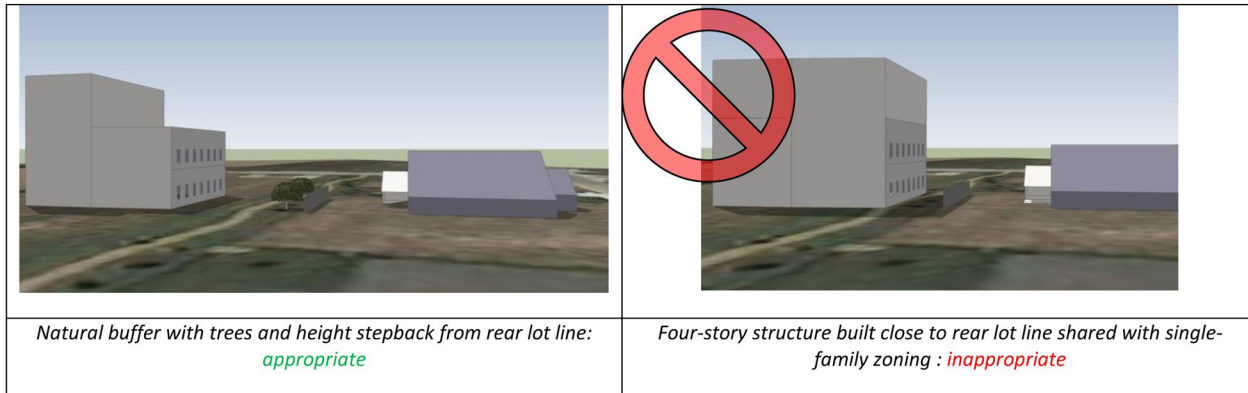 Natural buffer with trees and height stepback from rear lot line:
appropriate
Four-story structure built close to rear lot line shared with single-
family zoning : inappropriate